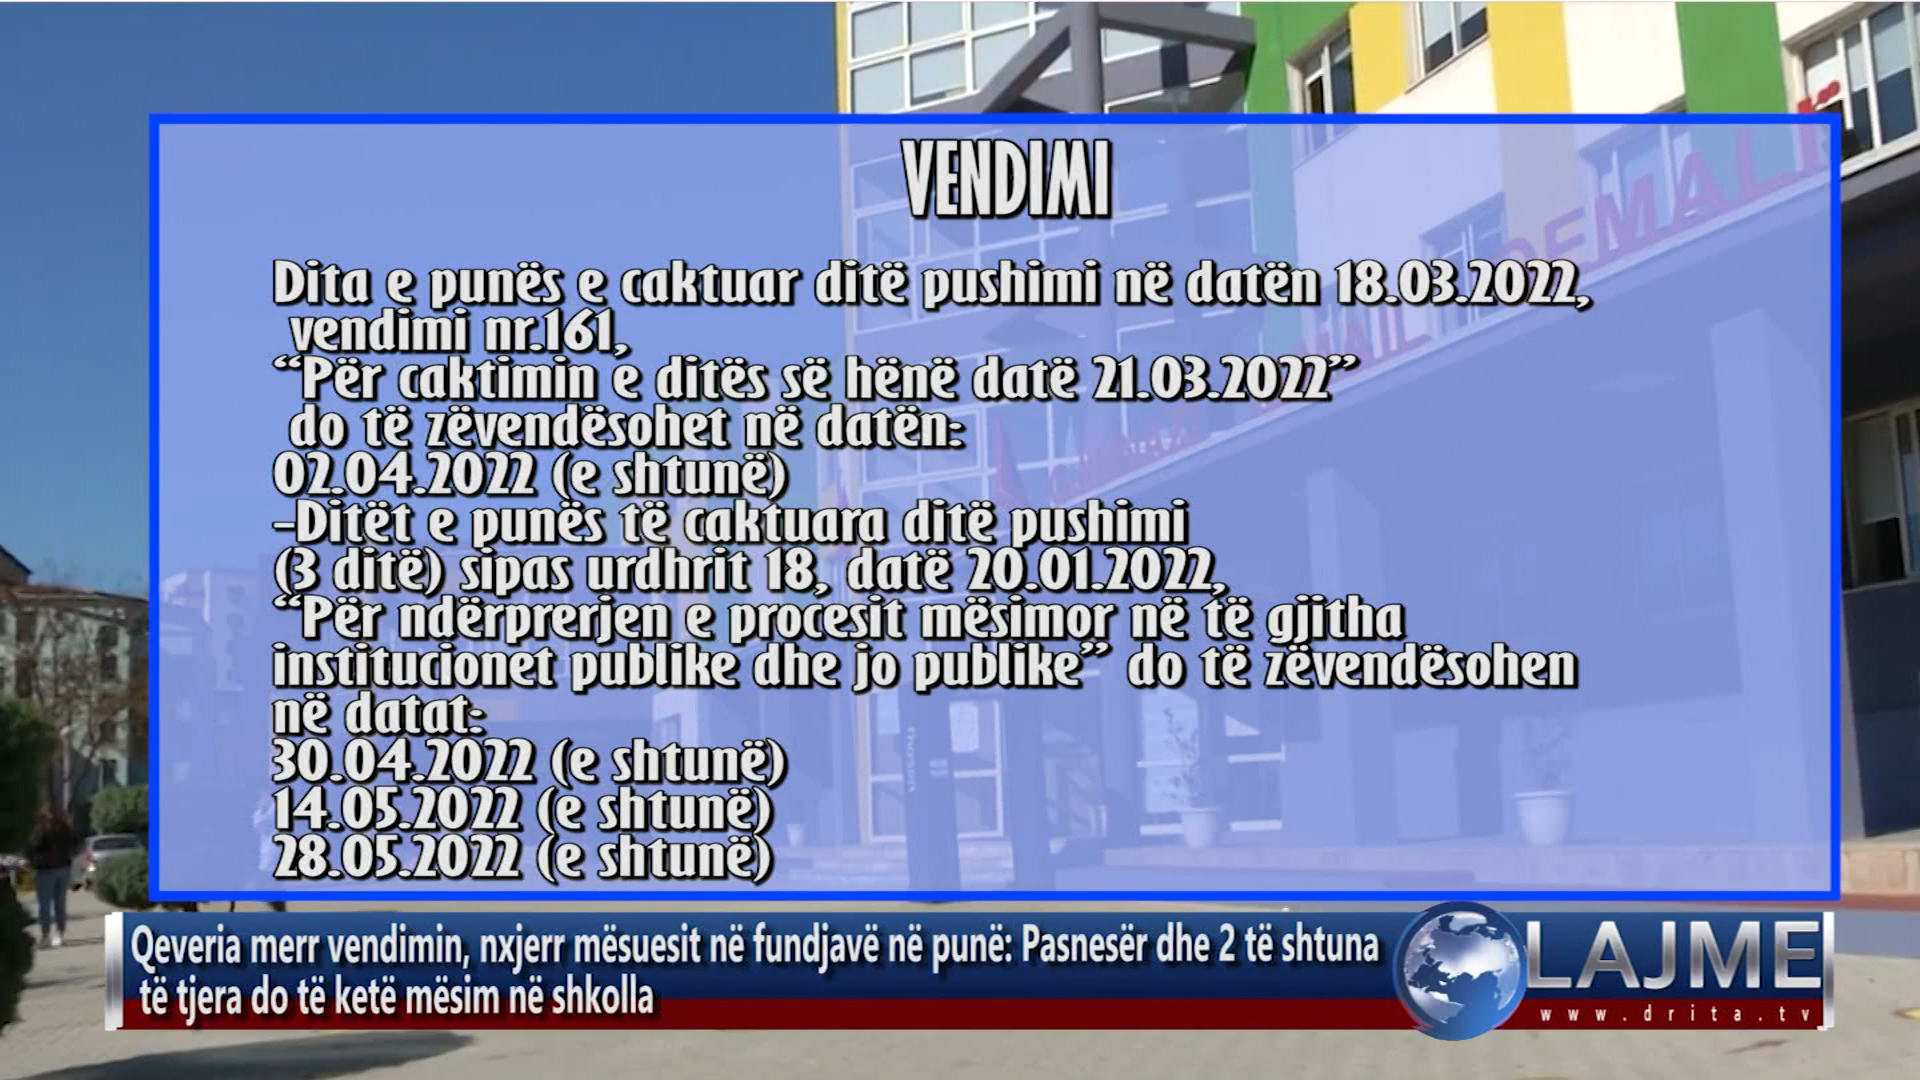 VENDIMI
Dita e punës e caktuar ditë pushimi në datën 18.03.2022,
vendimi nr.161,
“Për caktimin e ditës së hënë datë 21.03.2022”
do të zëvendësohet në datën:
02.04.2022 (e shtunë)
-Ditët e punës të caktuara ditë pushimi
(3 ditë) sipas urdhrit 18, datë 20.01.2022,
“Për ndërprerjen e procesit mësimor në të gjitha
institucionet publike dhe jo publike” do të zëvendësohen
në datat:
30.04.2022 (e shtunë)
14.05.2022 (e shtunë)
28.05.2022 (e shtunë)
Qeveria merr vendimin, nxjerr mësuesit në fundjavë në punë: Pasnesër dhe 2 të shtuna
të tjera do të ketë mësim në shkolla
LAJME
www.drita.tv